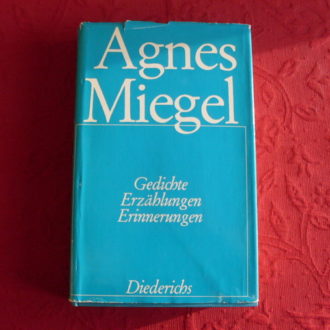 Agnes
Miegel
Gedichte
Erzählungen
Erinnerungen
Diederichs